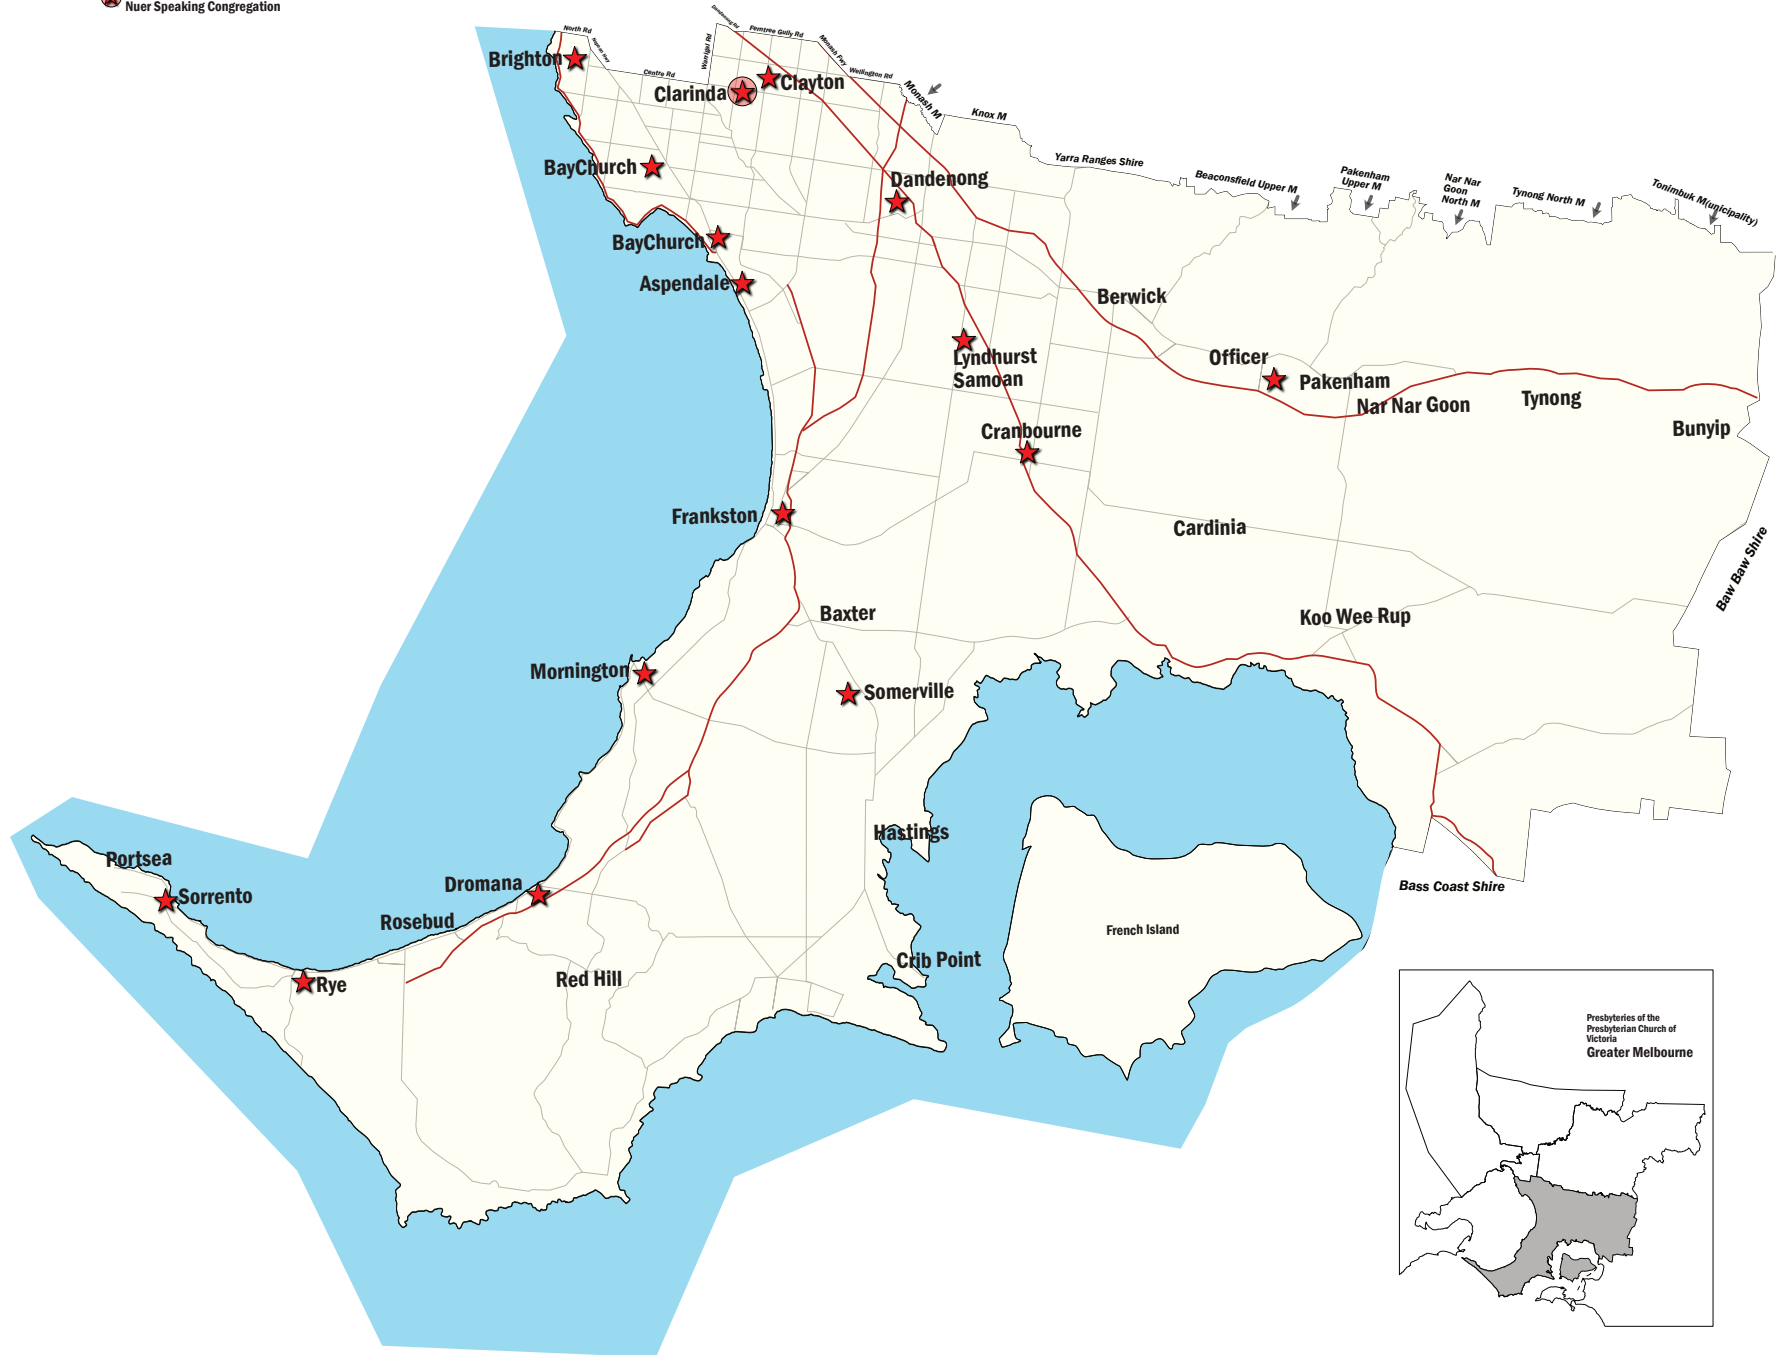 Nuer Speaking Congregation
North Rd
Nepean Hwy
Centre Rd
Warrigal Rd
Dandenong Rd
Ferntree Gully Rd
Monash Fwy
Wellington Rd
Monash M
Knox M
Yarra Ranges Shire
Beaconsfield Upper M
Pakenham
Upper M
Nar Nar
Goon
North M
Tynong North M
Tonimbuk M(unicipality)
Brighton
Clarinda
Clayton
BayChurch
Dandenong
BayChurch
Aspendale
Berwick
Lyndhurst
Samoan
Officer
Pakenham
Nar Nar Goon
Tynong
Bunyip
Cranbourne
Frankston
Cardinia
Baw Baw Shire
Baxter
Koo Wee Rup
Mornington
Somerville
Hastings
Portsea
Sorrento
Dromana
Rosebud
Bass Coast Shire
French Island
Crib Point
Red Hill
Rye
Presbyteries of the
Presbyterian Church of
Victoria
Greater Melbourne